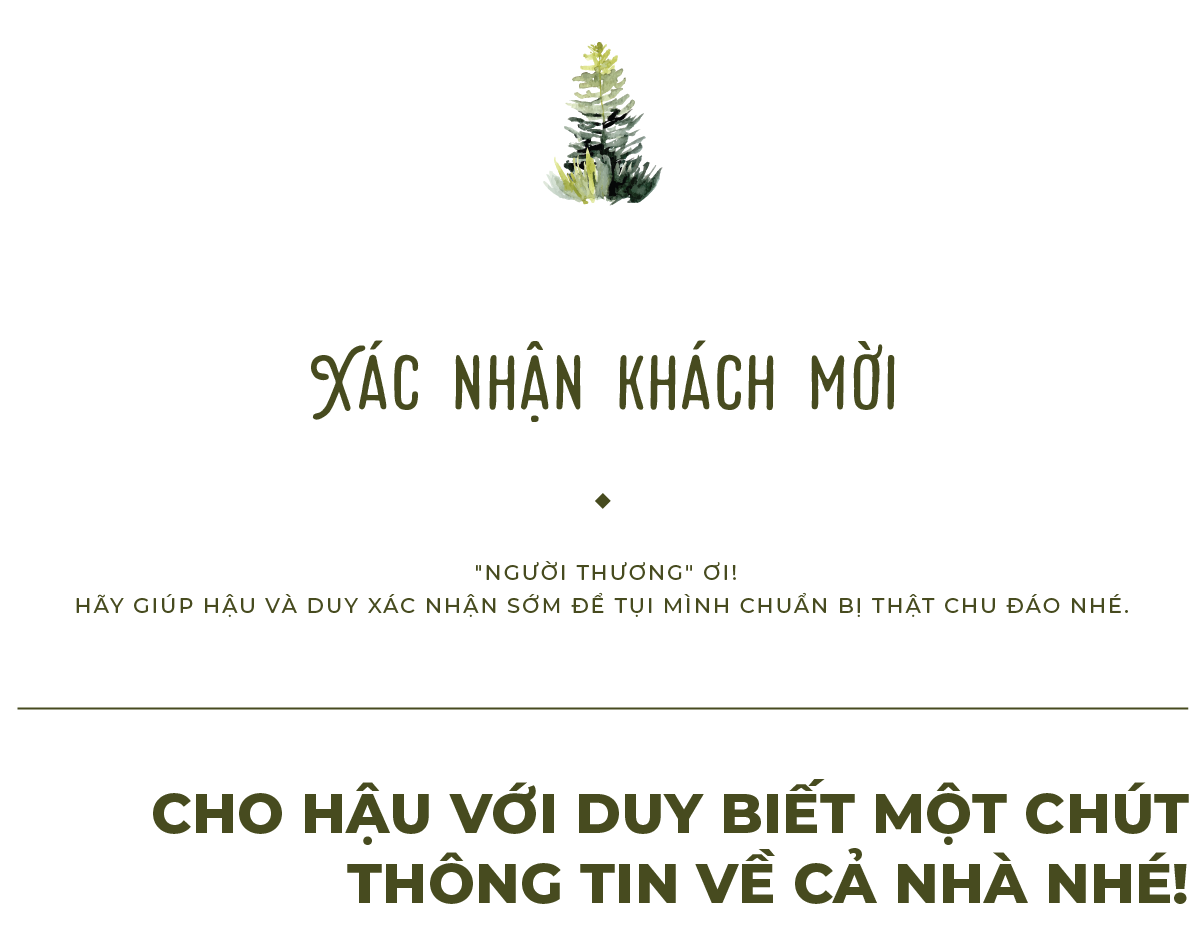 XÁC NHẬN KHÁCH MỜI
"NGƯỜI THƯƠNG" ƠI!
HÃY GIÚP HẬU VÀ DUY XÁC NHẬN SỚM ĐỂ TỤI MÌNH CHUẨN BỊ THẬT CHU ĐÁO NHÉ.
CHO HẬU VỚI DUY BIẾT MỘT CHÚT
THÔNG TIN VỀ CẢ NHÀ NHÉ!